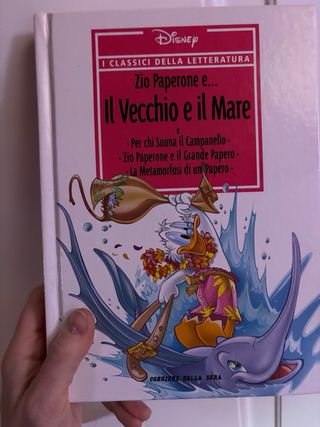 Disney
I CLASSICI DELLA LETTERATURA
Zio Paperone e...
Il Vecchio e il Mare
e
- Per chi Suona il Campanello -
- Zio Paperone e il Grande Papero -
- La Metamorfosi di un Papero -
CORRIERE DELLA SERA